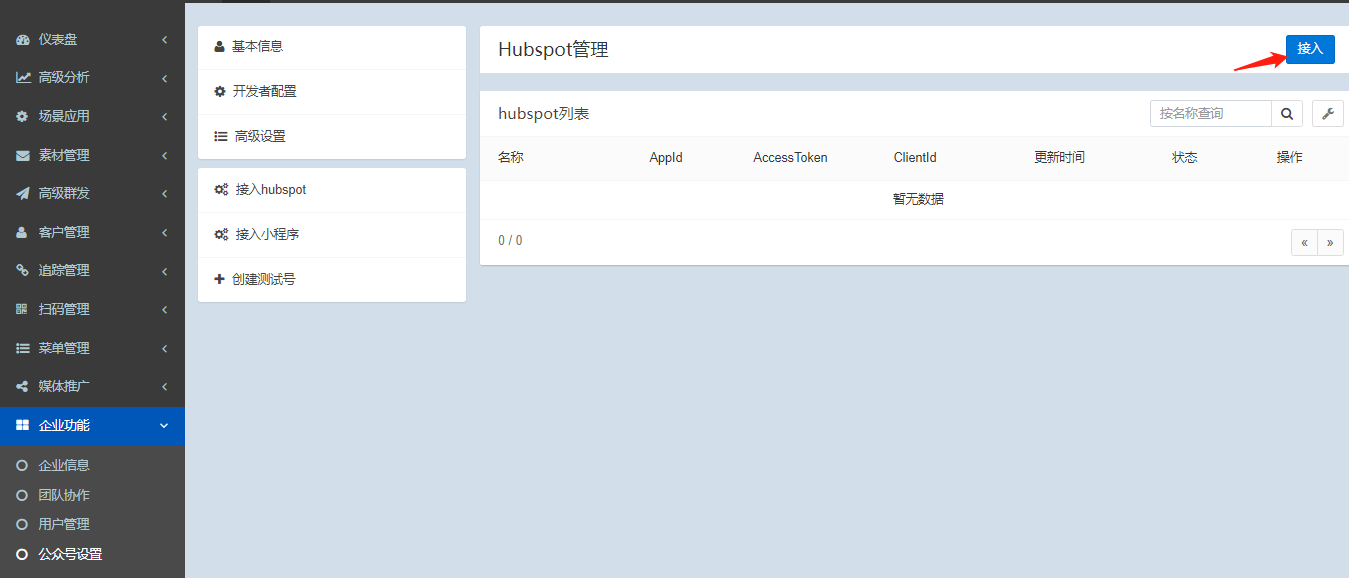 仪表盘
高级分析
场景应用
素材管理
高级群发
客户管理
追踪管理
扫码管理
菜单管理
媒体推广
企业功能
企业信息
团队协作
用户管理
公众号设置
基本信息
开发者配置
高级设置
接入hubspot
接入小程序
创建测试号
Hubspot管理
接入
hubspot列表
按名称查询
名称 AppId AccessToken ClientId 更新时间 状态 操作
暂无数据
0 / 0
« »